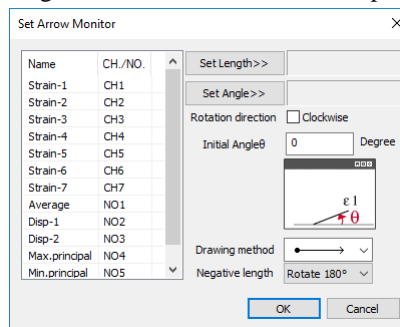 Set Arrow Monitor
Name CH./NO.
Strain-1 CH1
Strain-2 CH2
Strain-3 CH3
Strain-4 CH4
Strain-5 CH5
Strain-6 CH6
Strain-7 CH7
Average NO1
Disp-1 NO2
Disp-2 NO3
Max.principal NO4
Min.principal NO5
Set Length>>
Set Angle>>
Rotation direction Clockwise
Initial Angleθ 0 Degree
ε1
θ
Drawing method
Negative length Rotate 180°
OK Cancel